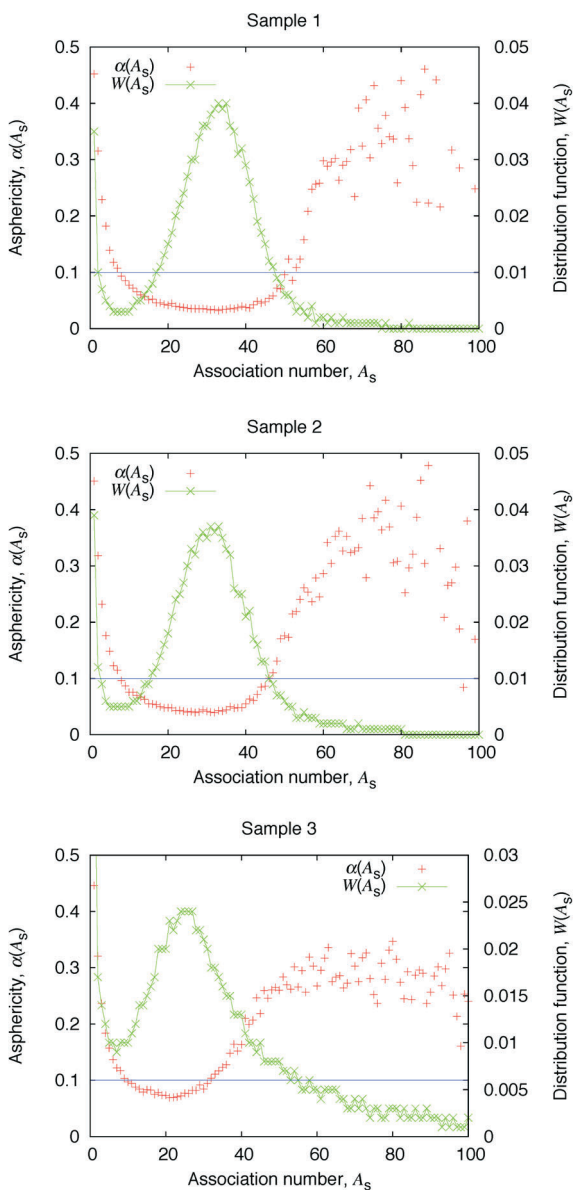 Sample 1
Asphericity, α(As)
Distribution function, W(As)
α(As)
W(As)
0.5
0.4
0.3
0.2
0.1
0
0.05
0.04
0.03
0.02
0.01
0
0 20 40 60 80 100
Association number, As
Sample 2
Asphericity, α(As)
Distribution function, W(As)
α(As)
W(As)
0.5
0.4
0.3
0.2
0.1
0
0.05
0.04
0.03
0.02
0.01
0
0 20 40 60 80 100
Association number, As
Sample 3
Asphericity, α(As)
Distribution function, W(As)
α(As)
W(As)
0.5
0.4
0.3
0.2
0.1
0
0.03
0.025
0.02
0.015
0.01
0.005
0
0 20 40 60 80 100
Association number, As